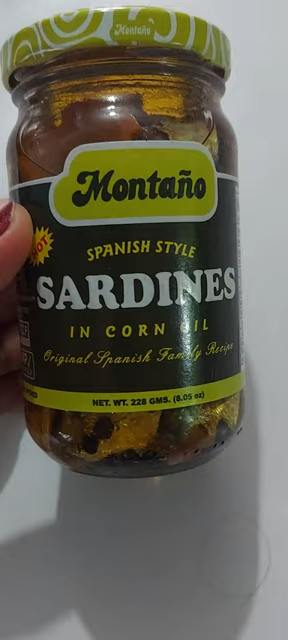 Montaño
Montaño
HOT
SPANISH STYLE
SARDINES
IN CORN OIL
Original Spanish Family Recipe
NET. WT. 228 GMS. (8.05 oz)